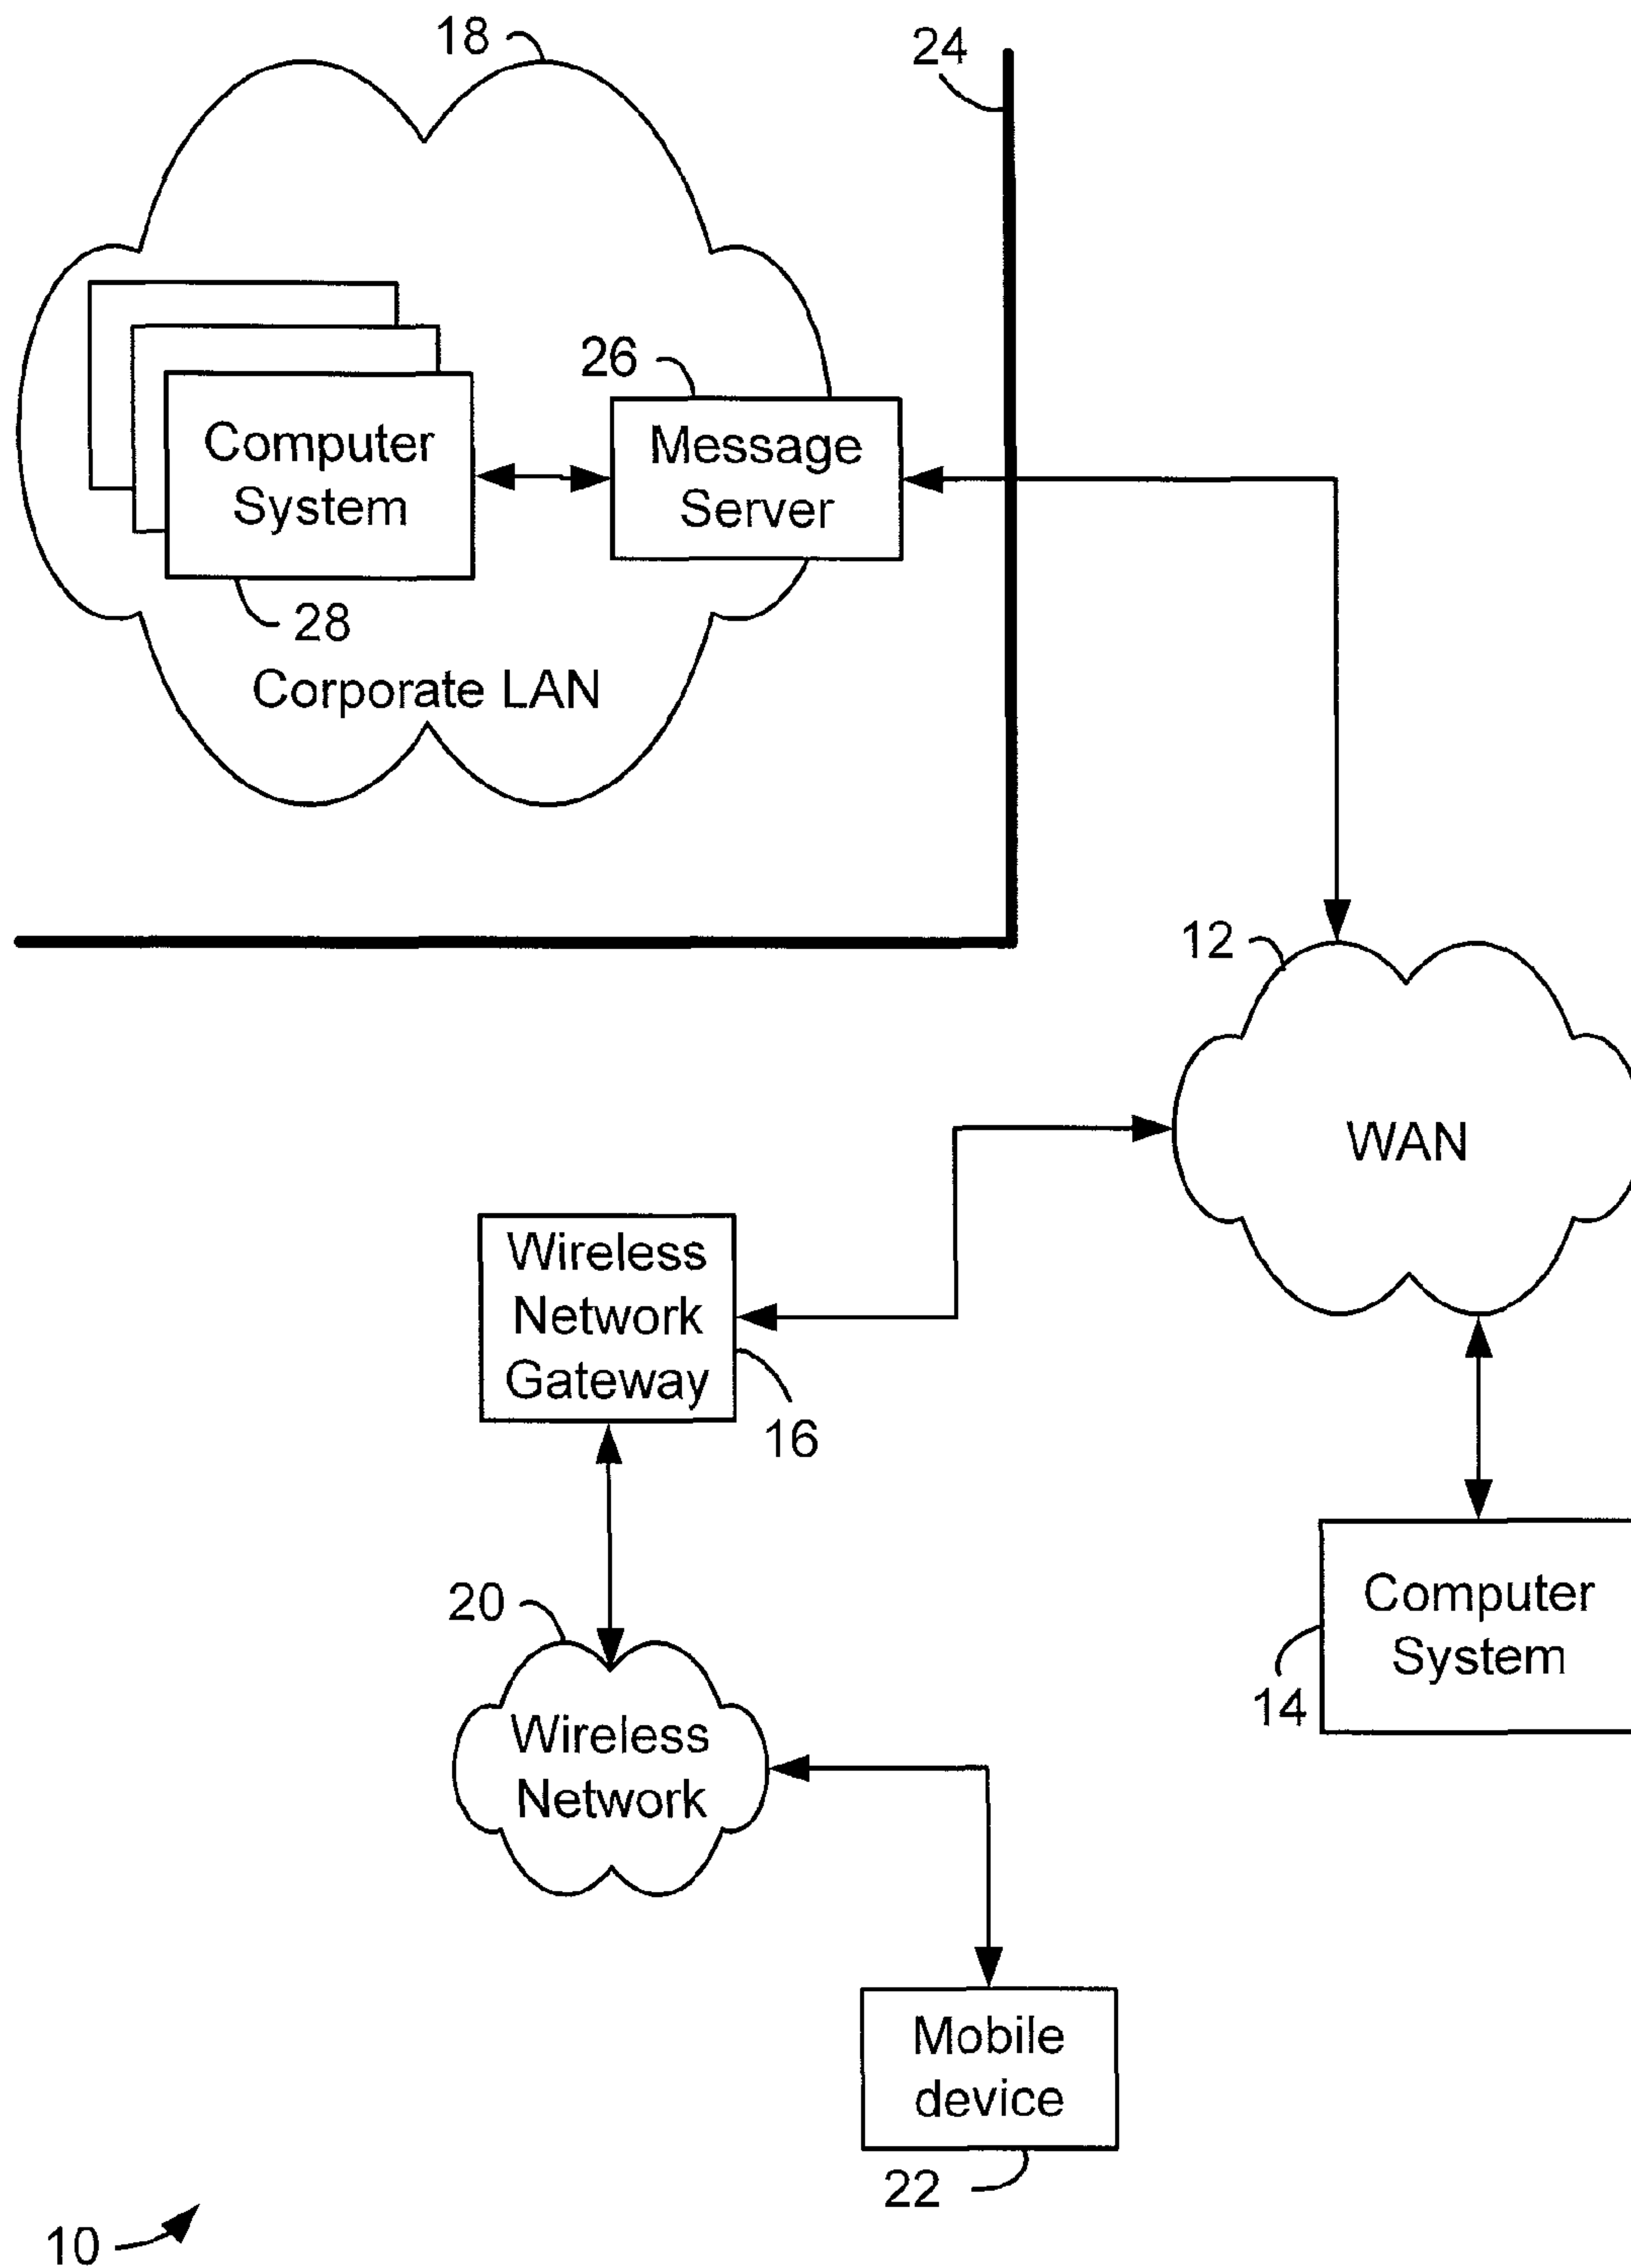 18
24
26
Computer
System
Message
Server
28
Corporate LAN
12
WAN
Wireless
Network
Gateway
16
20
Computer
System
14
Wireless
Network
Mobile
device
22
10